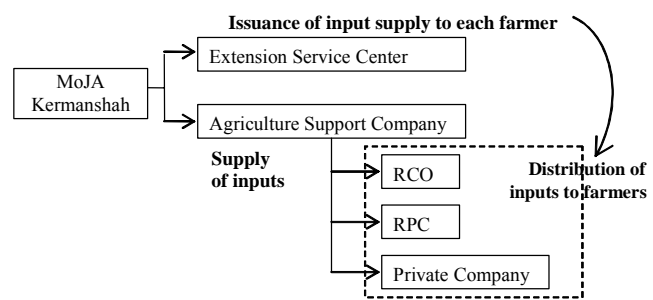 Issuance of input supply to each farmer
Extension Service Center
MoJA
Kermanshah
Agriculture Support Company
Supply
of inputs
Distribution of
inputs to farmers
RCO
RPC
Private Company